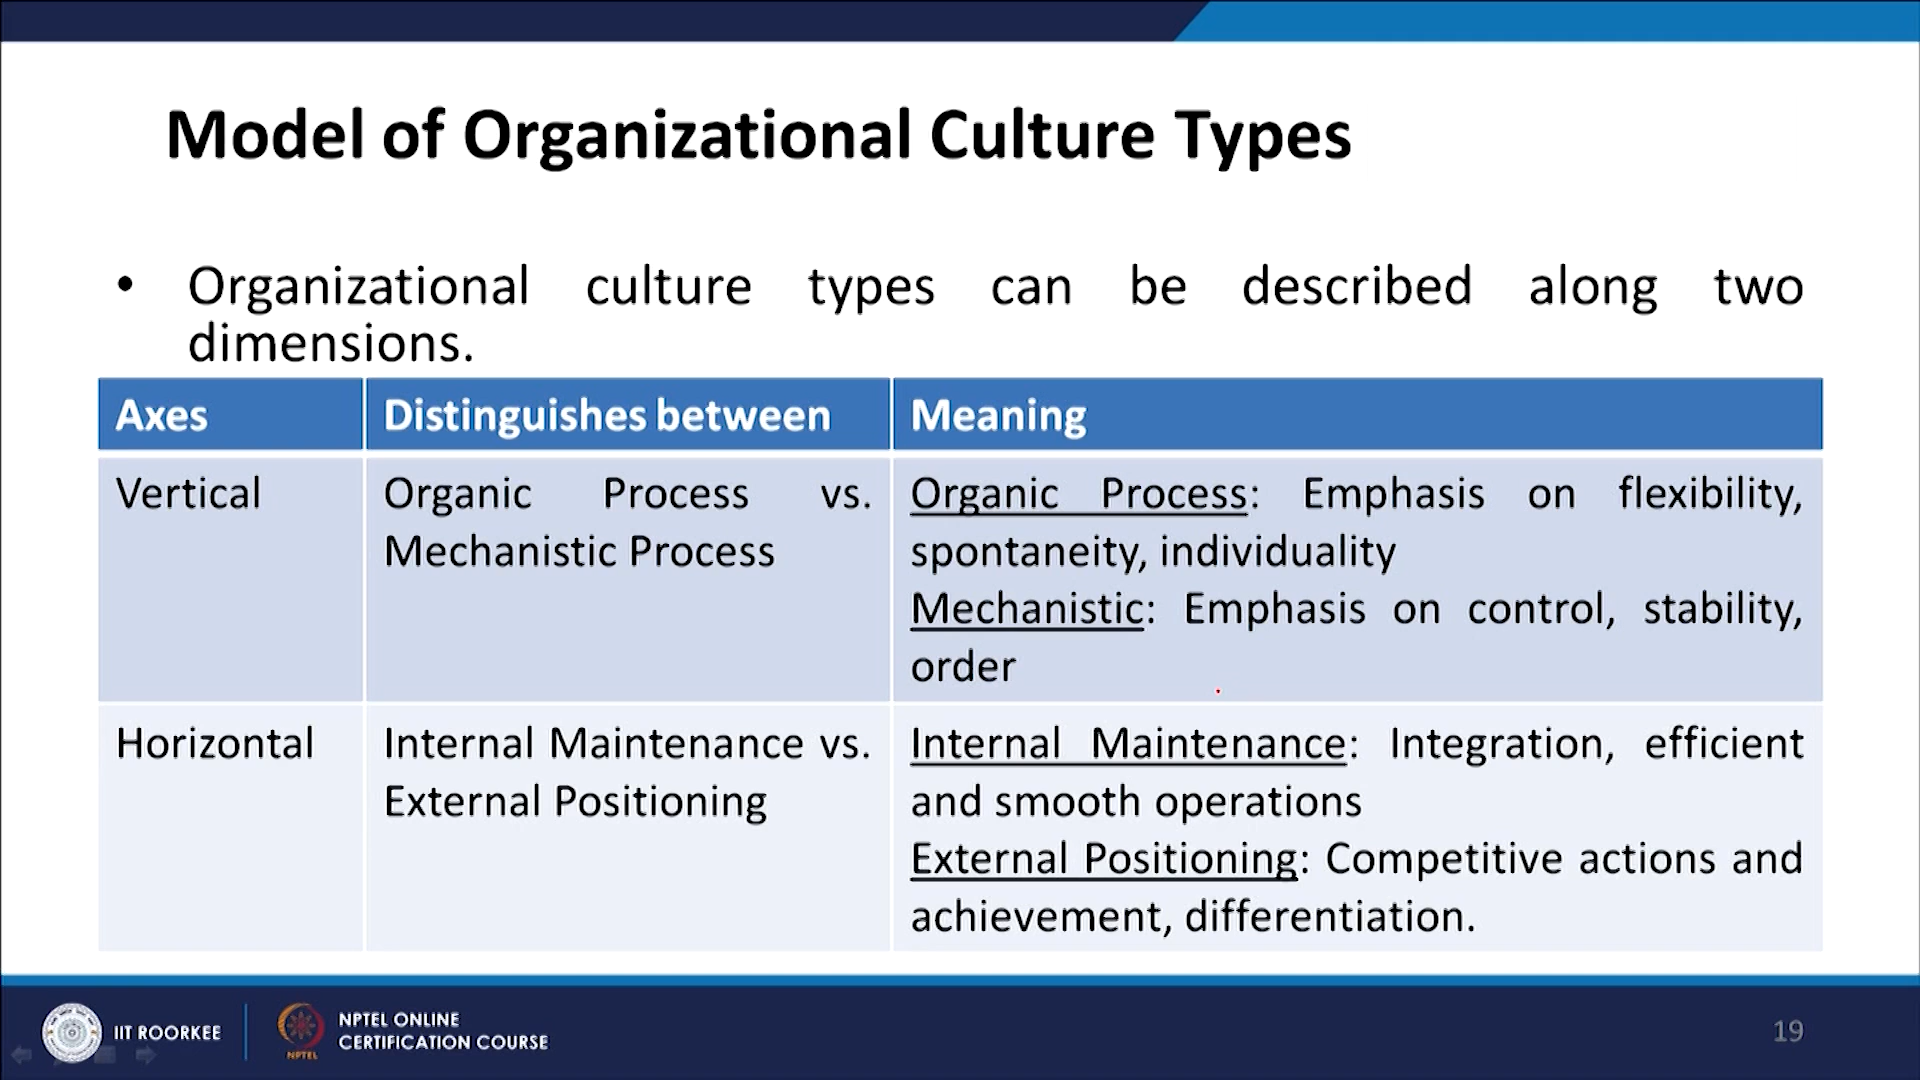 Model of Organizational Culture Types
• Organizational culture types can be described along two
dimensions.
Axes
Distinguishes between
Meaning
Vertical
Organic Process vs.
Mechanistic Process
Organic Process: Emphasis on flexibility,
spontaneity, individuality
Mechanistic: Emphasis on control, stability,
order
Horizontal
Internal Maintenance vs.
External Positioning
Internal Maintenance: Integration, efficient
and smooth operations
External Positioning: Competitive actions and
achievement, differentiation.
IIT ROORKEE
NPTEL
NPTEL ONLINE
CERTIFICATION COURSE
19